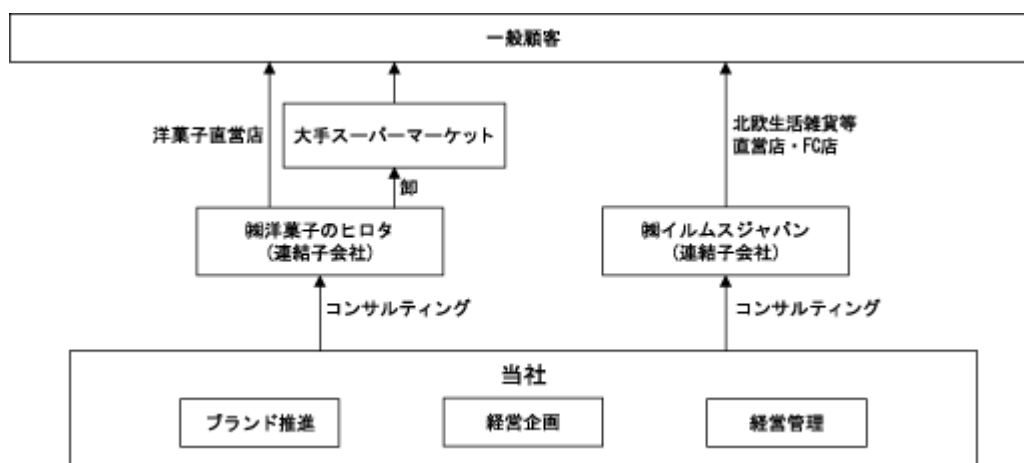 一般顧客
洋菓子直営店
大手スーパーマーケット
北欧生活雑貨等
直営店・FC店
卸
㈱洋菓子のヒロタ
(連結子会社)
㈱イルムスジャパン
(連結子会社)
コンサルティング
コンサルティング
当社
ブランド推進
経営企画
経営管理